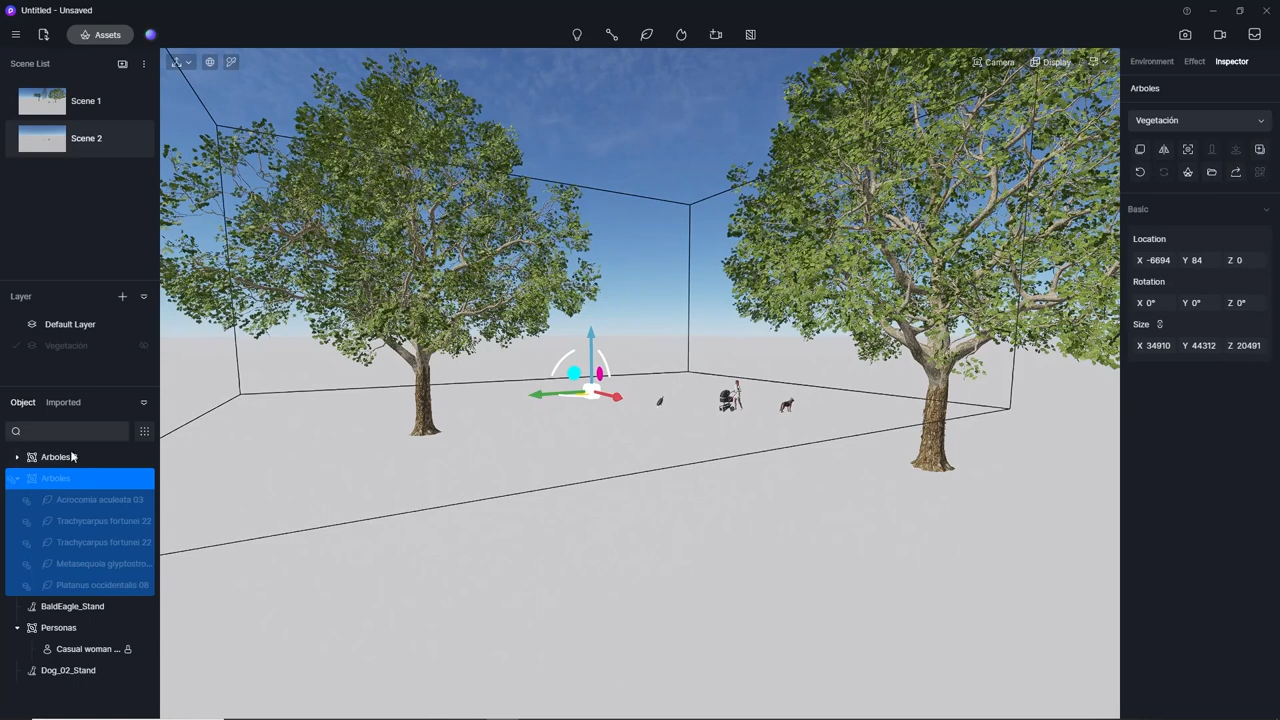 Untitled - Unsaved
Assets
Scene List
Scene 1
Scene 2
Layer
Default Layer
Vegetación
Object Imported
Arboles
Arboles
Acrocomia aculeata 03
Trachycarpus fortunei 22
Trachycarpus fortunei 22
Metasequoia glyptostro...
Platanus occidentalis 08
BaldEagle_Stand
Personas
Casual woman ...
Dog_02_Stand
Camera Display
Environment Effect Inspector
Arboles
Vegetación
Basic
Location
X -6694 Y 84 Z 0
Rotation
X 0° Y 0° Z 0°
Size
X 34910 Y 44312 Z 20491